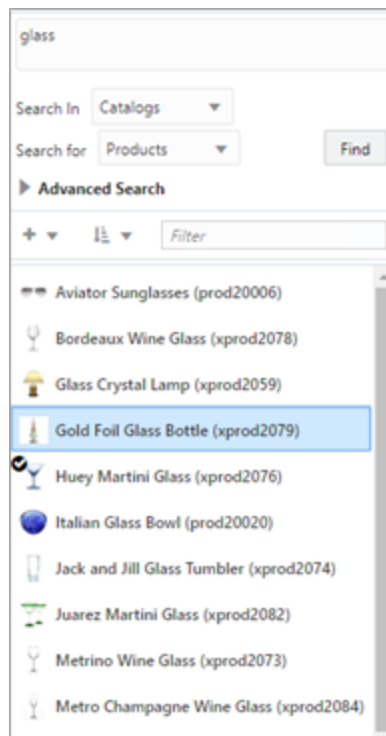 glass
Search In Catalogs
Search for Products Find
Advanced Search
Filter
Aviator Sunglasses (prod20006)
Bordeaux Wine Glass (xprod2078)
Glass Crystal Lamp (xprod2059)
Gold Foil Glass Bottle (xprod2079)
Huey Martini Glass (xprod2076)
Italian Glass Bowl (prod20020)
Jack and Jill Glass Tumbler (xprod2074)
Juarez Martini Glass (xprod2082)
Metrino Wine Glass (xprod2073)
Metro Champagne Wine Glass (xprod2084)